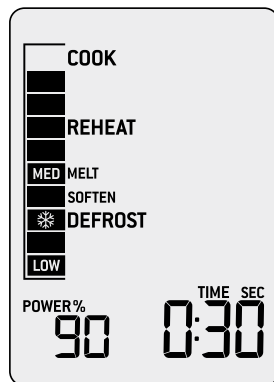 COOK
REHEAT
MED MELT
SOFTEN
DEFROST
LOW
TIME SEC
POWER%
90 0:30